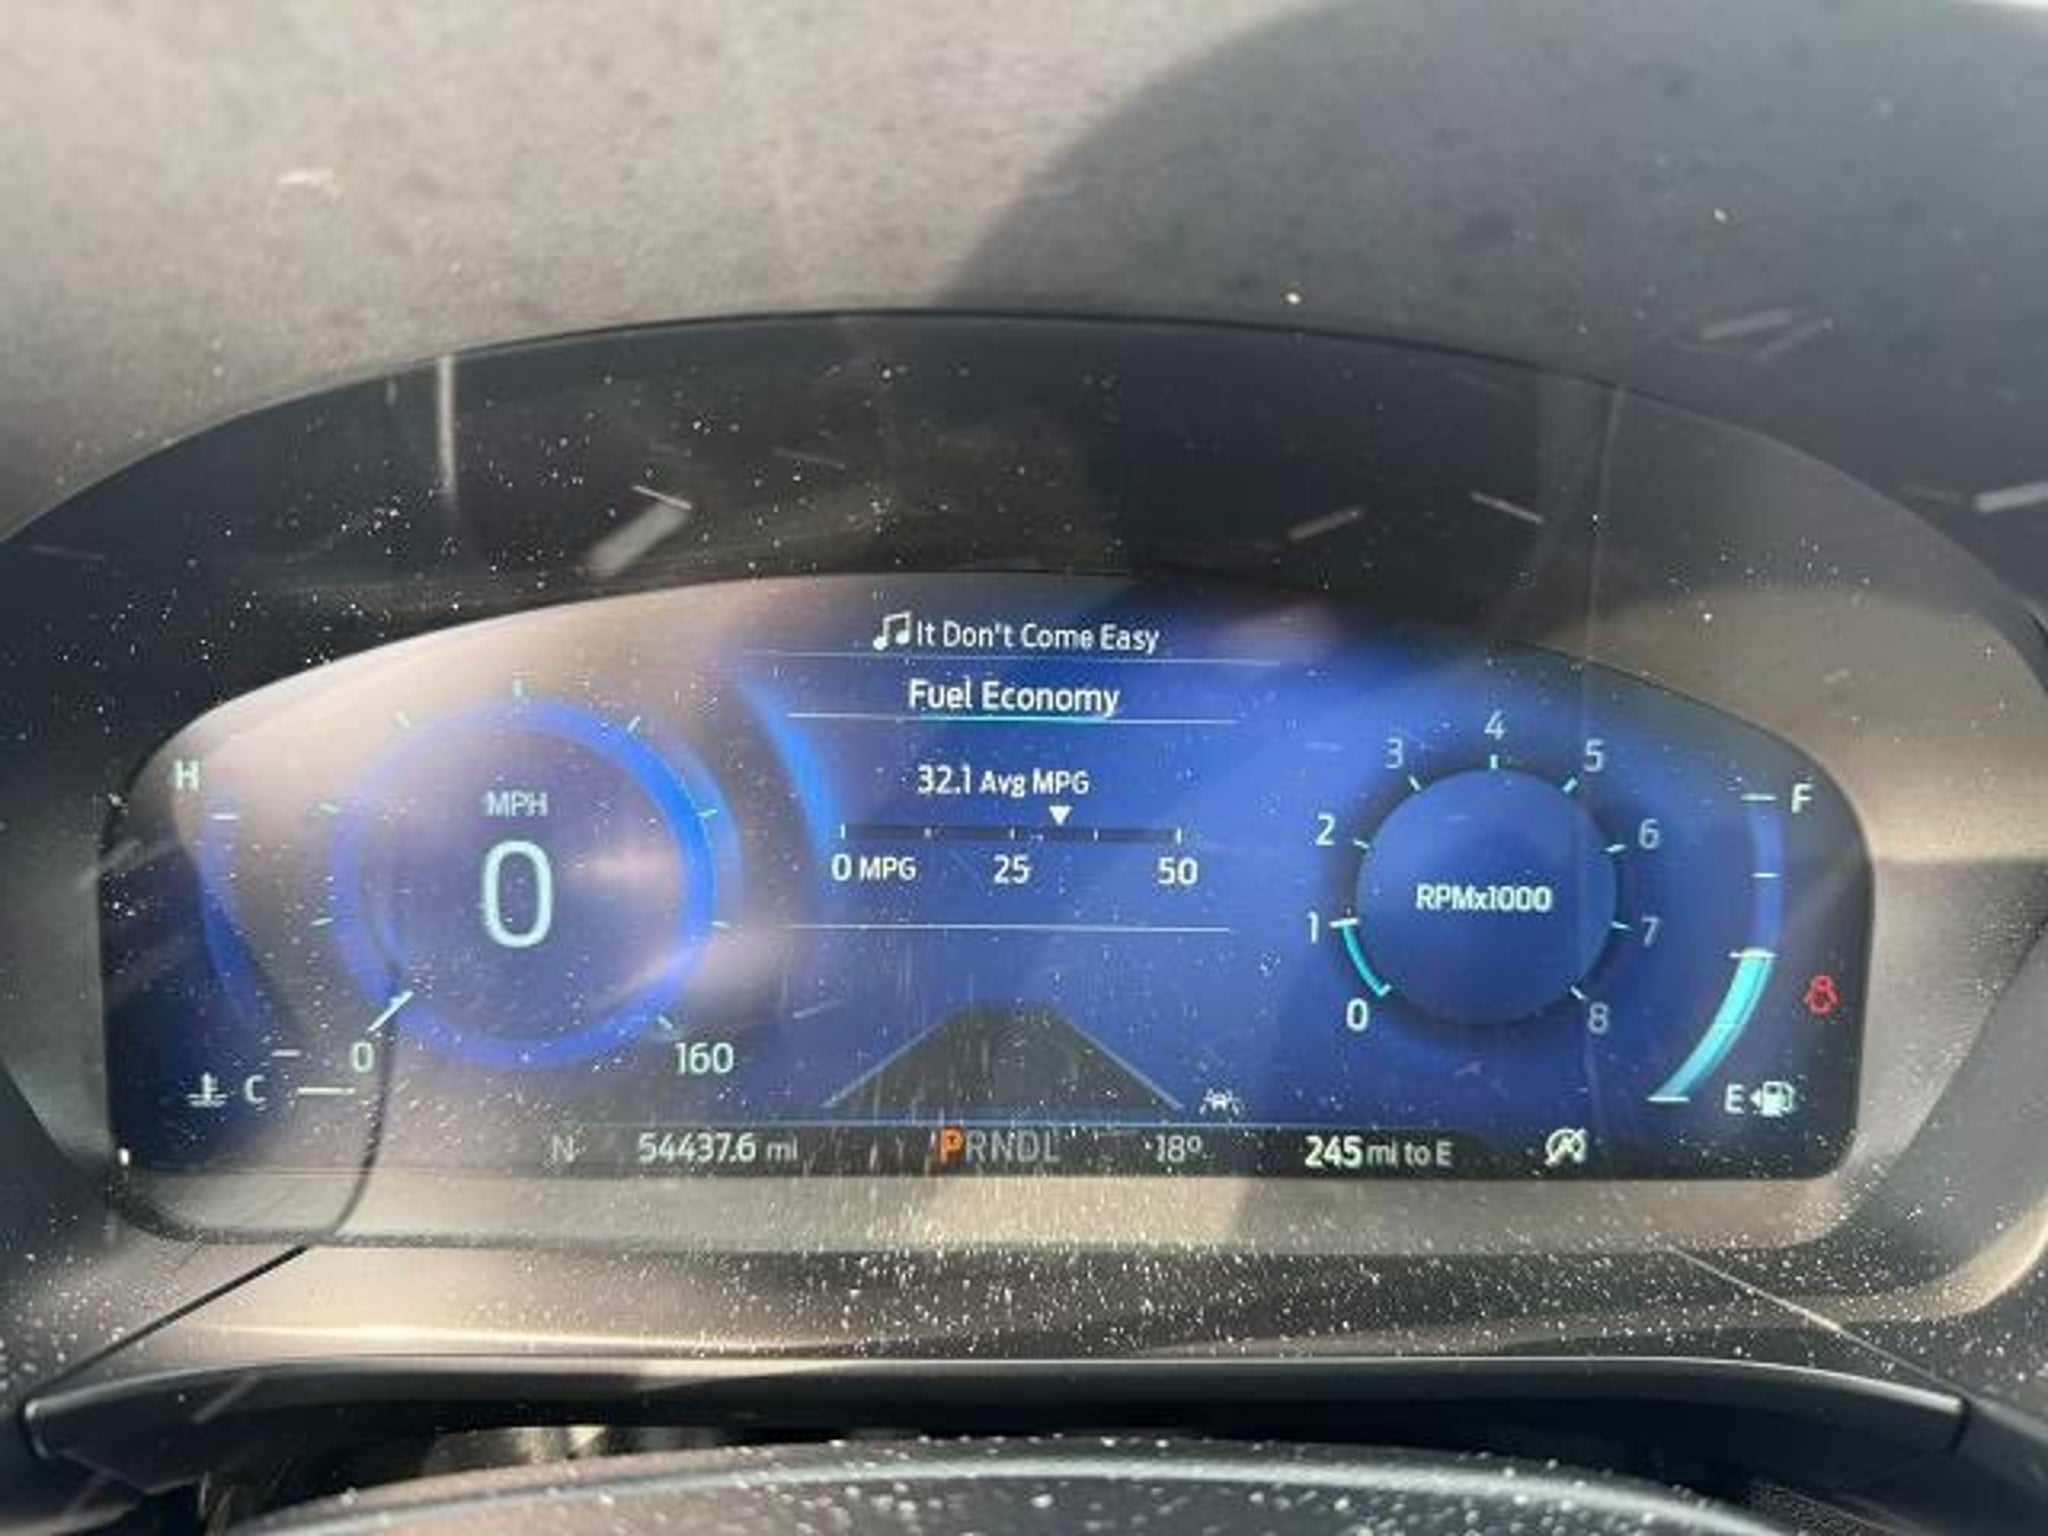 It Don't Come Easy
Fuel Economy
32.1 Avg MPG
0 MPG 25 50
H
MPH
0
0 160
C
4
3 5
2 6
RPMx1000
1 7
0 8
F
E
N 54437.6 mi PRNDL -18° 245 mi to E